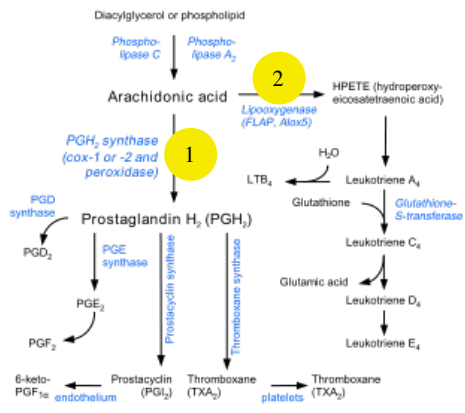 Diacylglycerol or phospholipid
Phospho-
lipase C
Phospho-
lipase A2
2
Arachidonic acid
HPETE (hydroperoxy-
eicosatetraenoic acid)
Lipooxygenase
(FLAP, Alox5)
PGH2 synthase
(cox-1 or -2 and
peroxidase)
1
H2O
LTB4
Leukotriene A4
Glutathione
Glutathione-
S-transferase
PGD
synthase
Prostaglandin H2 (PGH2)
Leukotriene C4
PGD2
PGE
synthase
Prostacyclin synthase
Thromboxane synthase
Glutamic acid
PGE2
Leukotriene D4
PGF2
Leukotriene E4
6-keto-
PGF1α
endothelium
Prostacyclin
(PGI2)
Thromboxane
(TXA2)
platelets
Thromboxane
(TXA2)